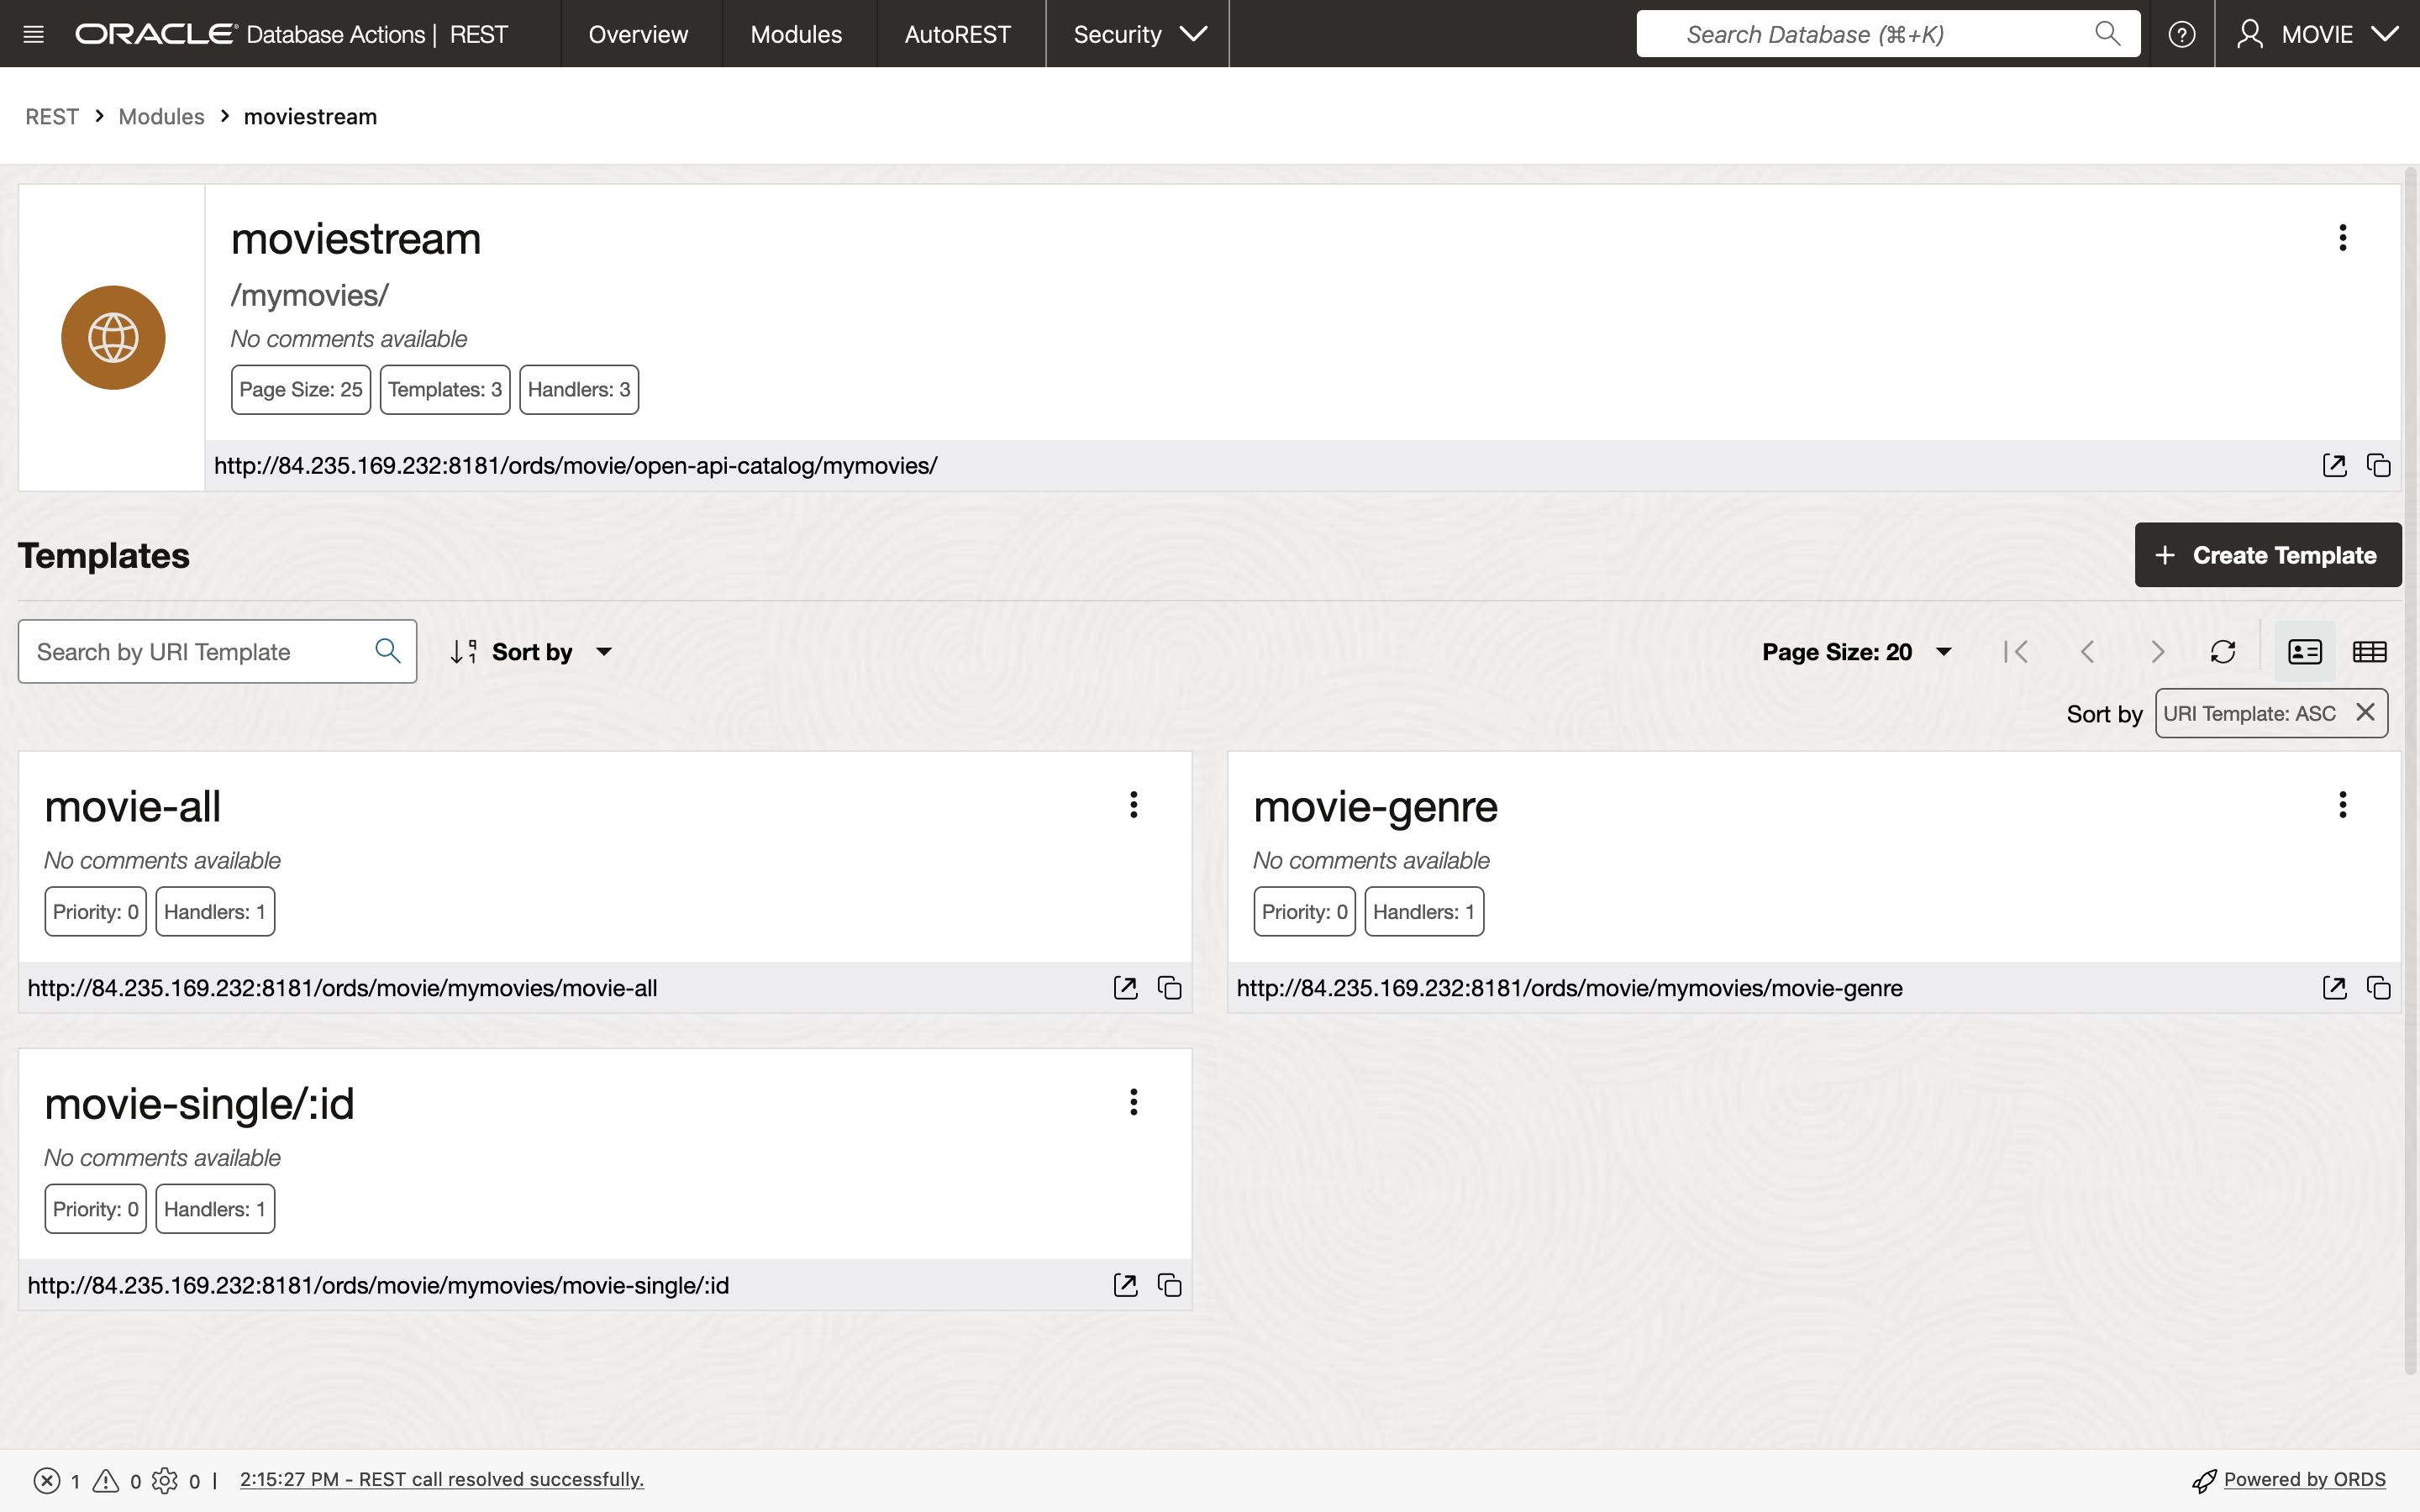 ORACLE Database Actions | REST Overview Modules AutoREST Security Search Database (⌘+K) MOVIE
REST > Modules > moviestream
moviestream
/mymovies/
No comments available
Page Size: 25 Templates: 3 Handlers: 3
http://84.235.169.232:8181/ords/movie/open-api-catalog/mymovies/
Templates
+ Create Template
Search by URI Template Sort by Page Size: 20
Sort by URI Template: ASC
movie-all
No comments available
Priority: 0 Handlers: 1
http://84.235.169.232:8181/ords/movie/mymovies/movie-all
movie-genre
No comments available
Priority: 0 Handlers: 1
http://84.235.169.232:8181/ords/movie/mymovies/movie-genre
movie-single/:id
No comments available
Priority: 0 Handlers: 1
http://84.235.169.232:8181/ords/movie/mymovies/movie-single/:id
1 0 0 | 2:15:27 PM - REST call resolved successfully. Powered by ORDS